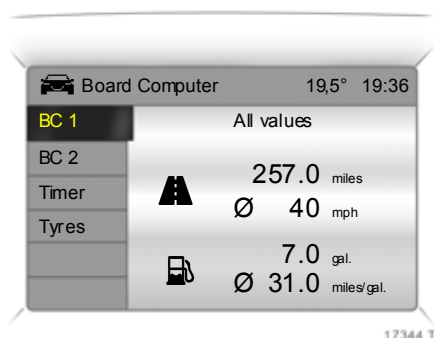 Board Computer 19,5° 19:36
BC 1
All values
BC 2
Timer
Tyres
257.0 miles
Ø 40 mph
7.0 gal.
Ø 31.0 miles/gal.
17344 T